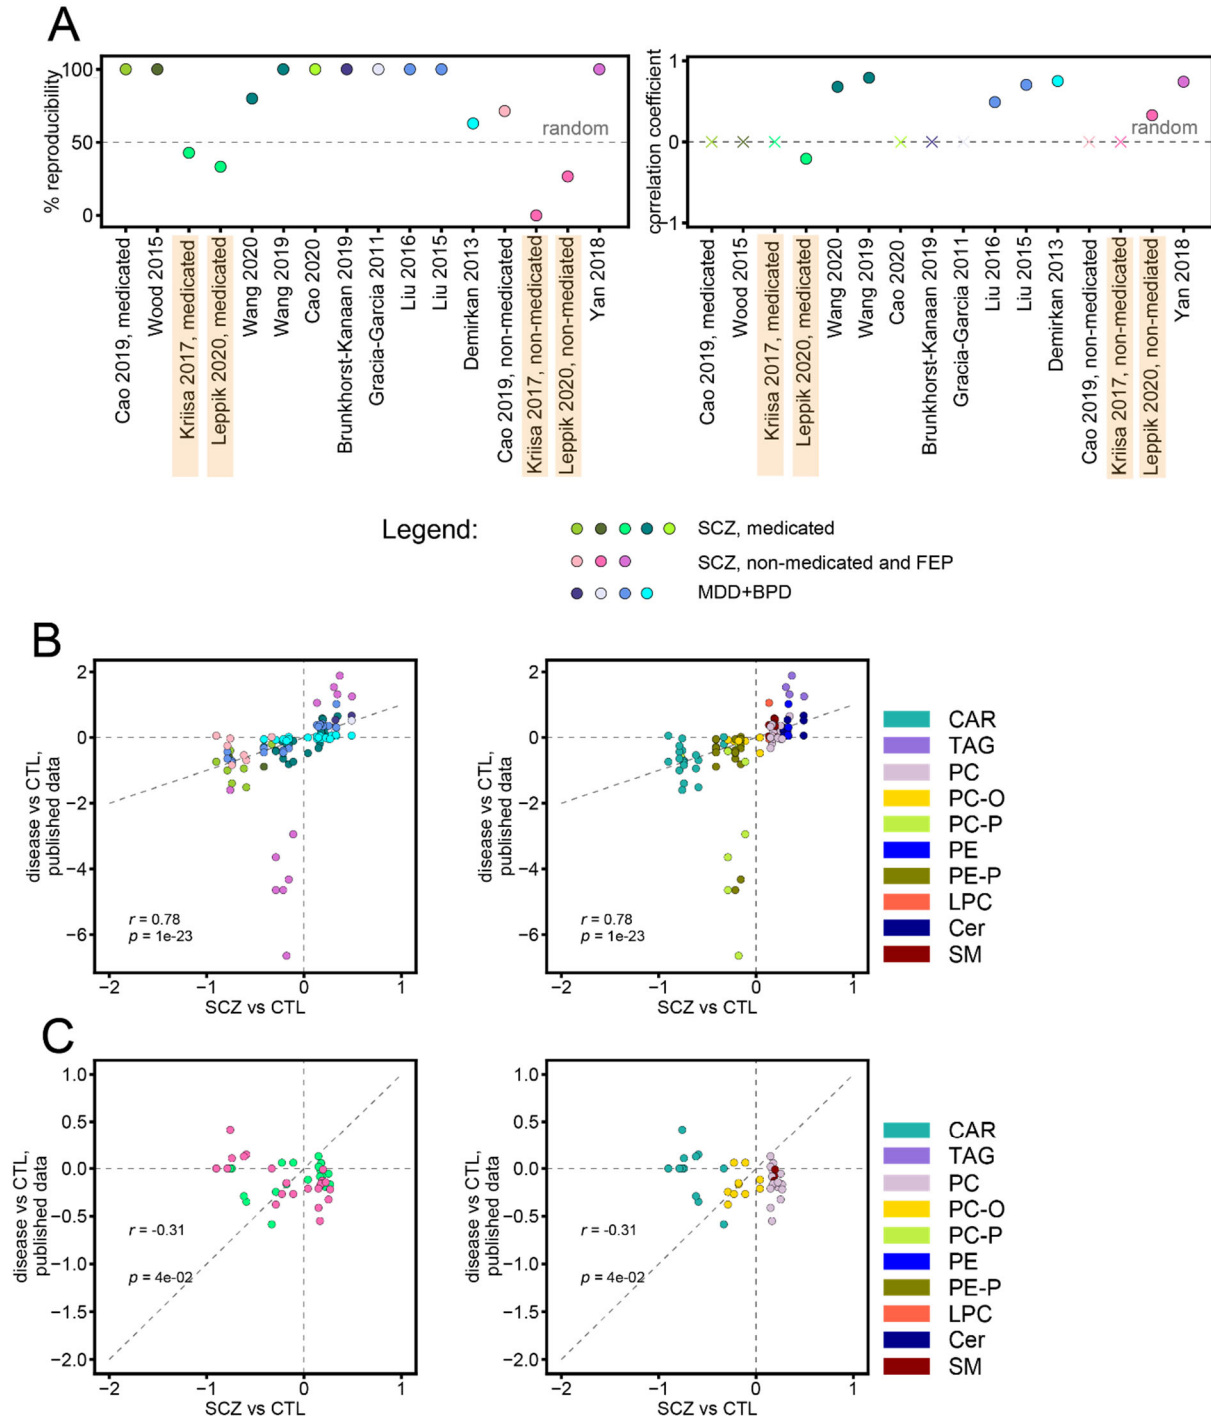 A
% reproducibility
100
50
0
random
Cao 2019, medicated
Wood 2015
Kriisa 2017, medicated
Leppik 2020, medicated
Wang 2020
Wang 2019
Cao 2020
Brunkhorst-Kanaan 2019
Gracia-Garcia 2011
Liu 2016
Liu 2015
Demirkan 2013
Cao 2019, non-medicated
Kriisa 2017, non-medicated
Leppik 2020, non-mediated
Yan 2018
correlation coefficient
1
0
−1
random
Cao 2019, medicated
Wood 2015
Kriisa 2017, medicated
Leppik 2020, medicated
Wang 2020
Wang 2019
Cao 2020
Brunkhorst-Kanaan 2019
Gracia-Garcia 2011
Liu 2016
Liu 2015
Demirkan 2013
Cao 2019, non-medicated
Kriisa 2017, non-medicated
Leppik 2020, non-mediated
Yan 2018
Legend:
SCZ, medicated
SCZ, non-medicated and FEP
MDD+BPD
B
disease vs CTL,
published data
2
0
−2
−4
−6
r = 0.78
p = 1e-23
−2
−1
0
1
SCZ vs CTL
disease vs CTL,
published data
2
0
−2
−4
−6
r = 0.78
p = 1e-23
−2
−1
0
1
SCZ vs CTL
CAR
TAG
PC
PC-O
PC-P
PE
PE-P
LPC
Cer
SM
C
disease vs CTL,
published data
1.0
0.5
0.0
−0.5
−1.0
−1.5
−2.0
r = -0.31
p = 4e-02
−2
−1
0
1
SCZ vs CTL
disease vs CTL,
published data
1.0
0.5
0.0
−0.5
−1.0
−1.5
−2.0
r = -0.31
p = 4e-02
−2
−1
0
1
SCZ vs CTL
CAR
TAG
PC
PC-O
PC-P
PE
PE-P
LPC
Cer
SM